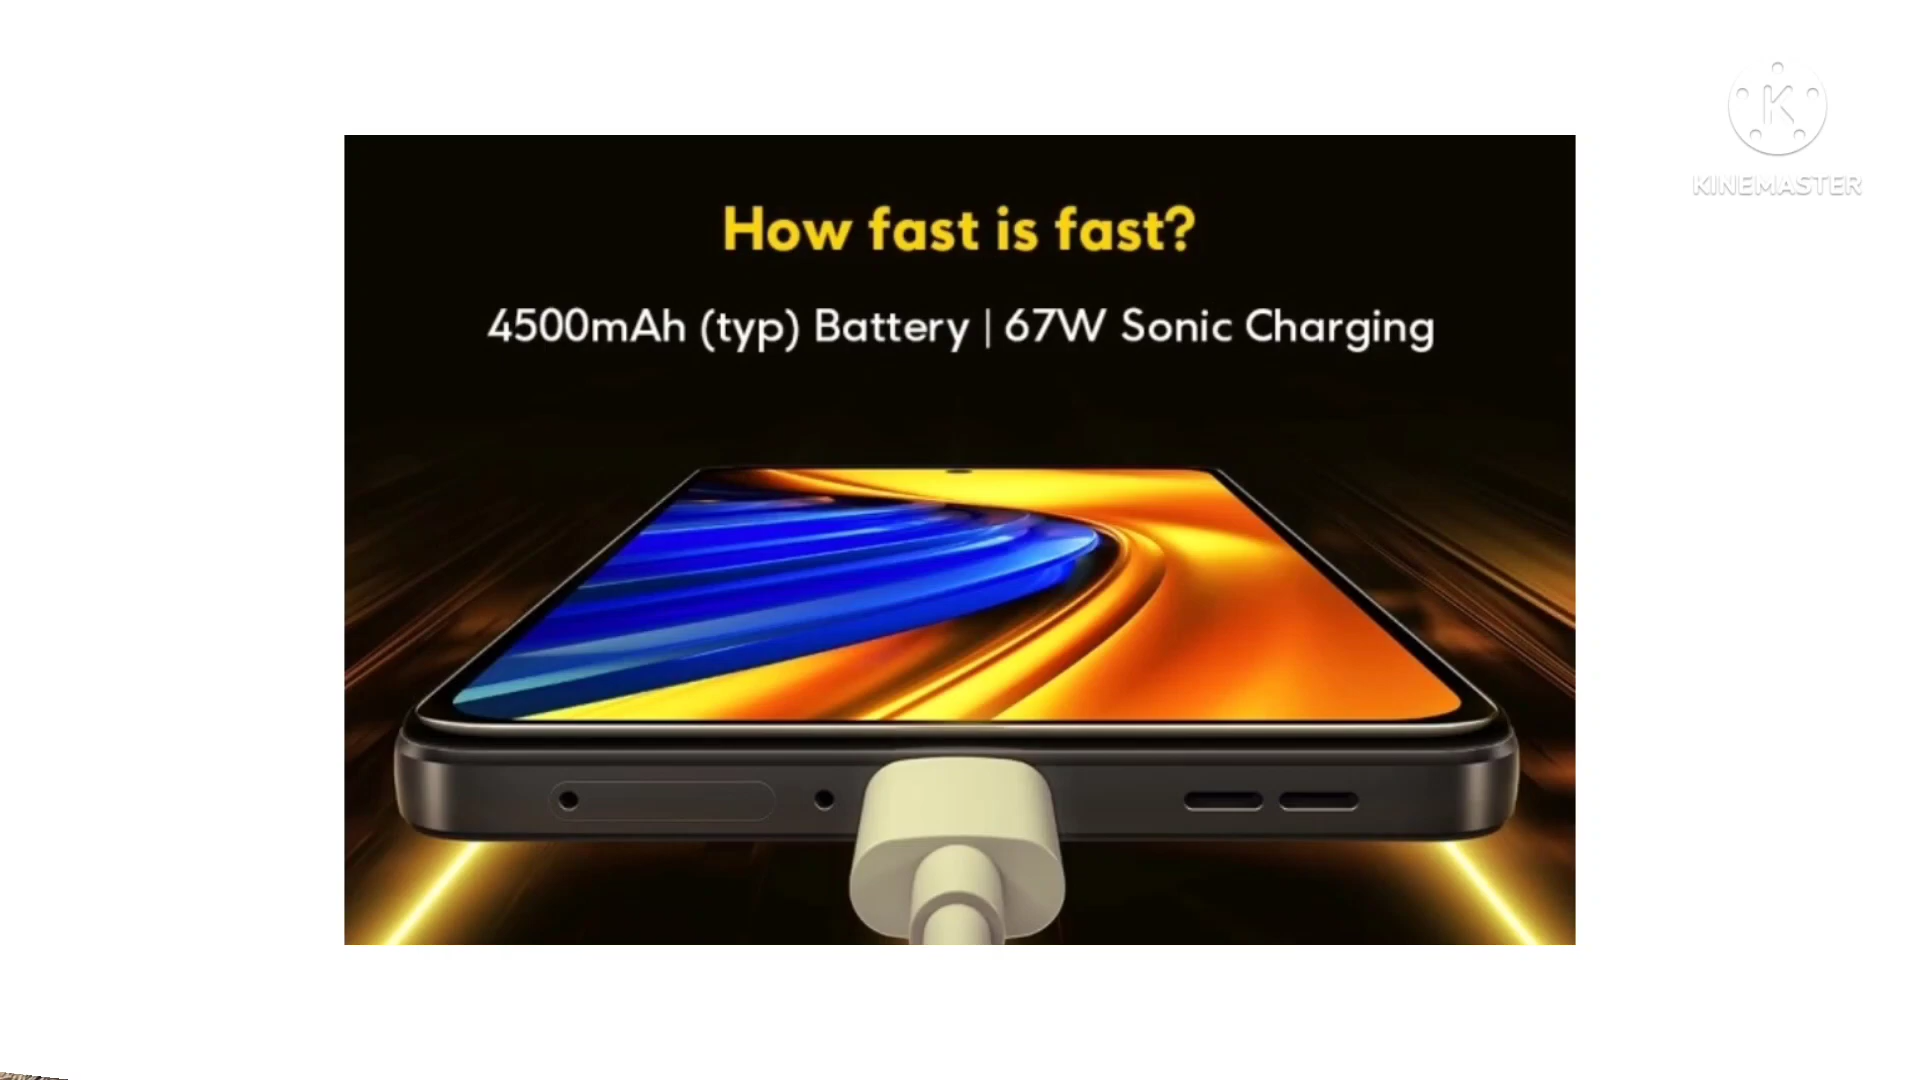 How fast is fast?
4500mAh (typ) Battery | 67W Sonic Charging
K
KINEMASTER